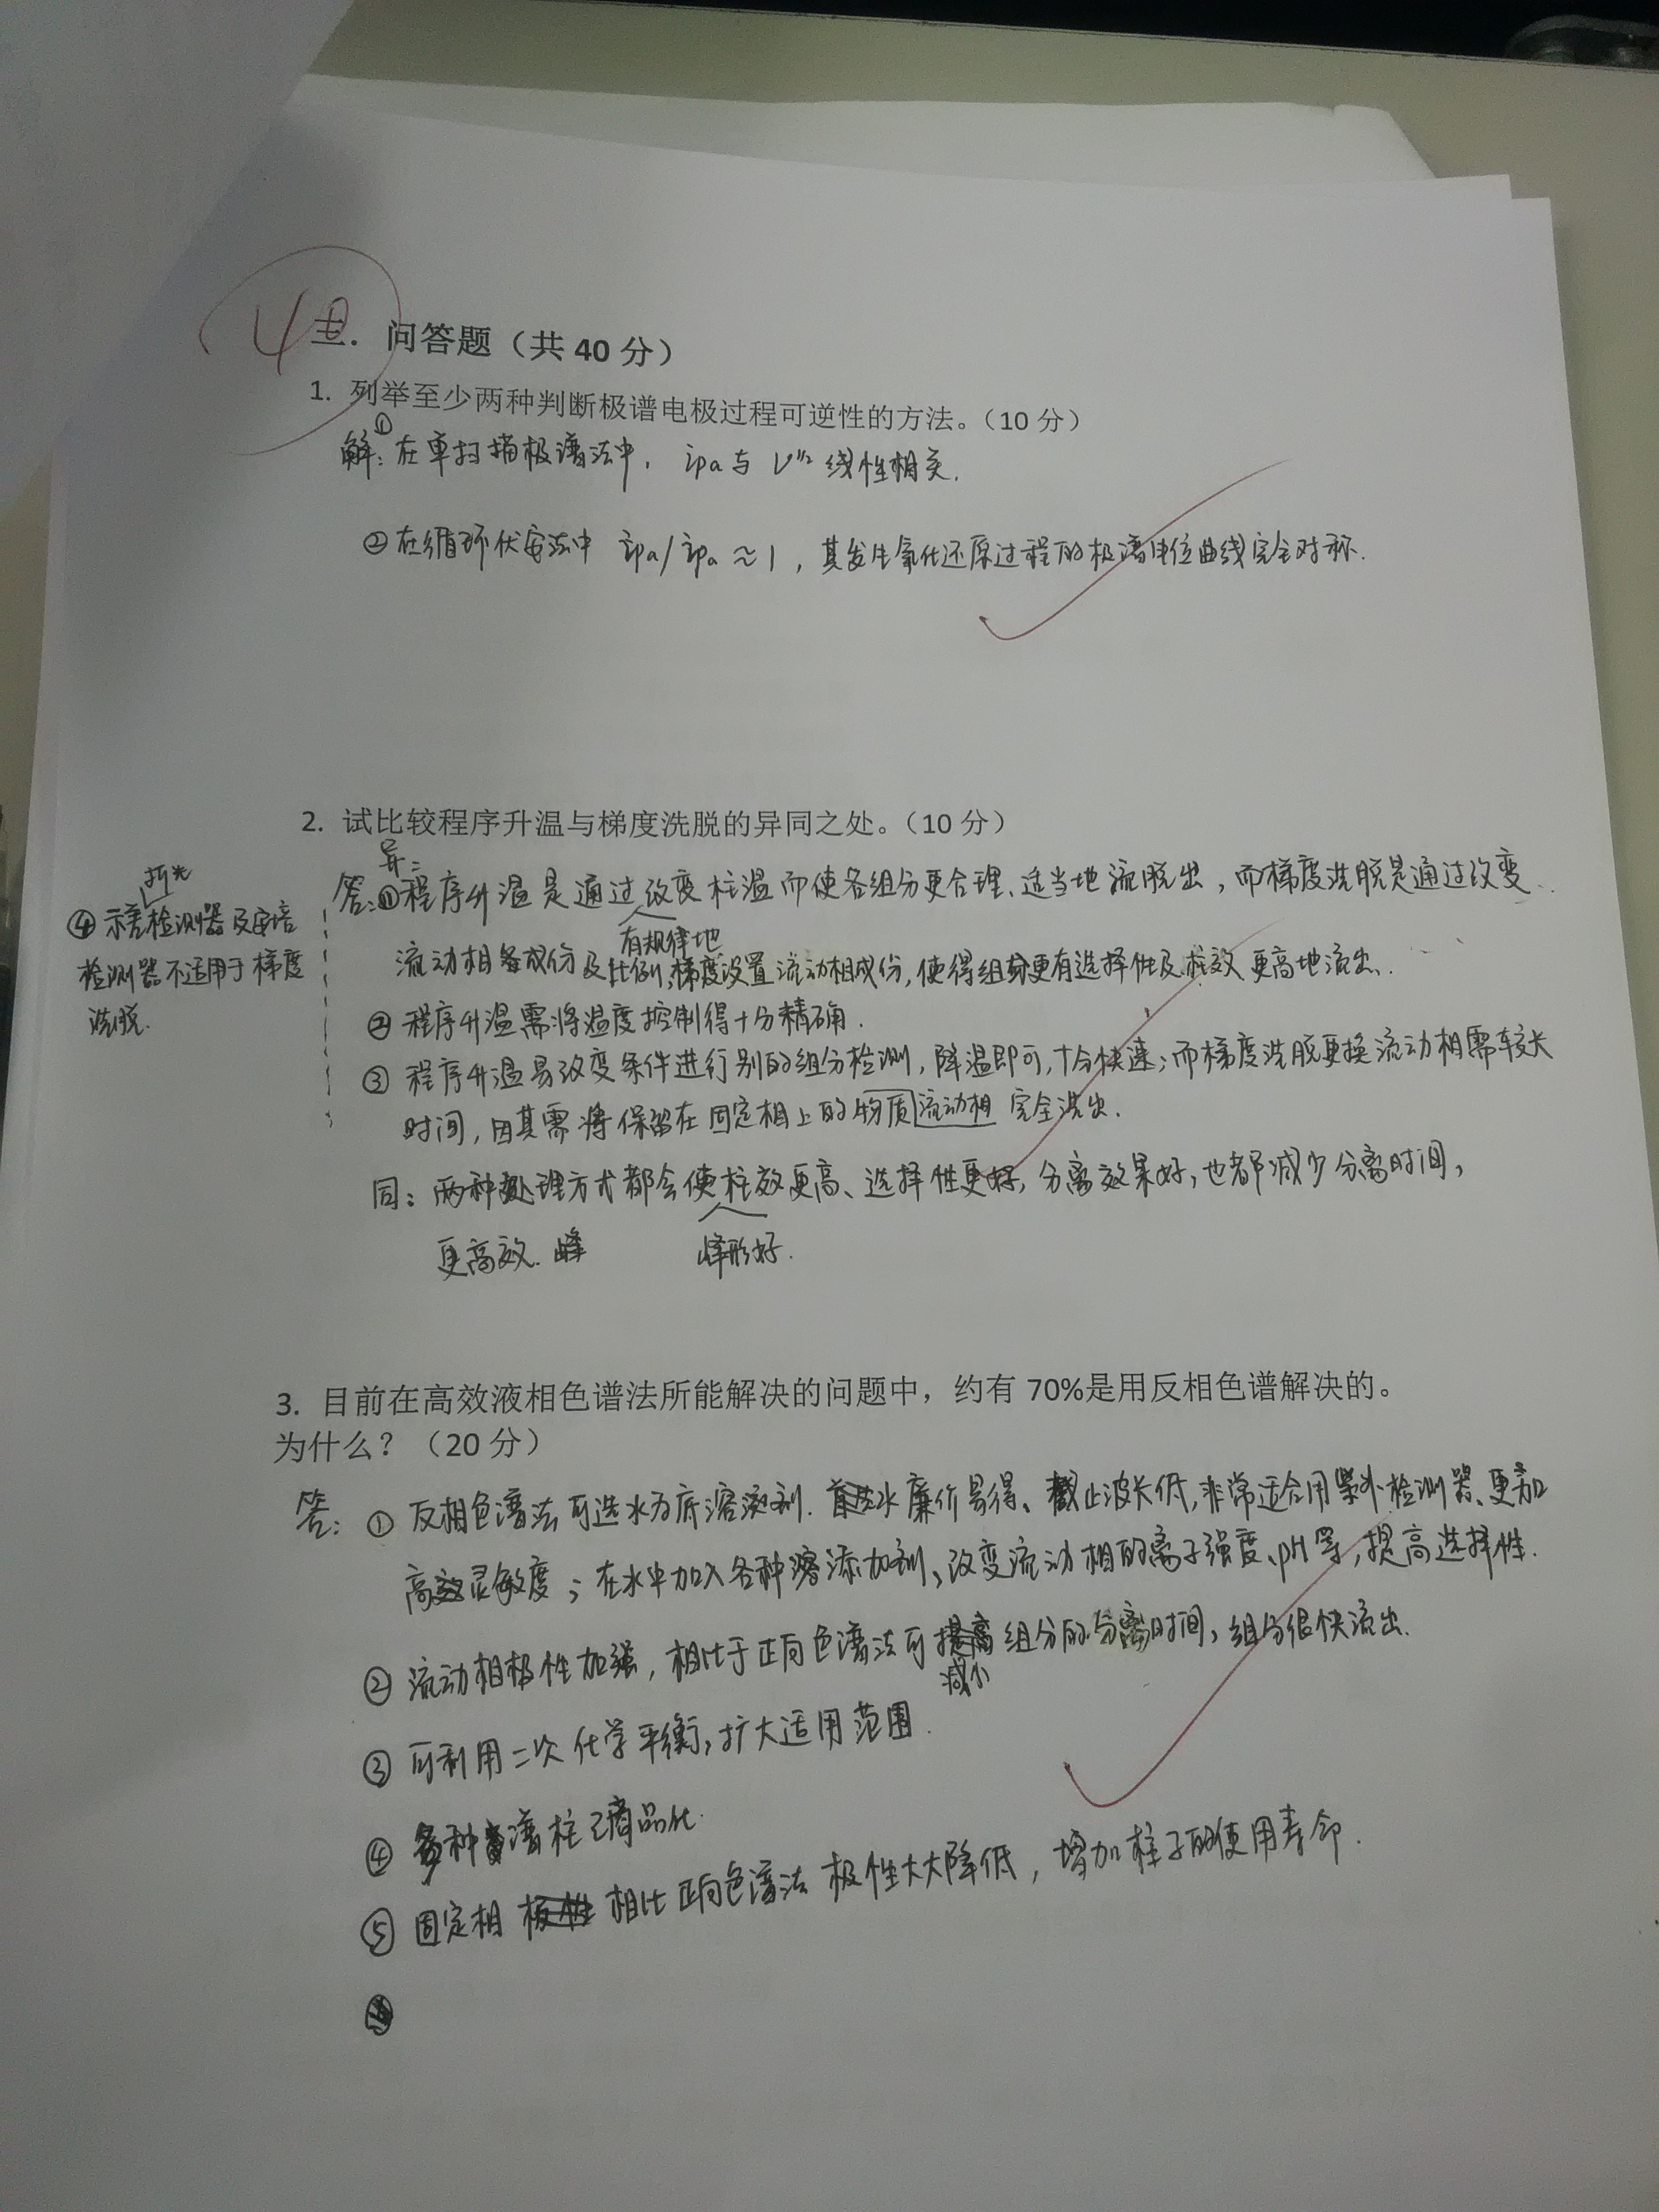 40
三. 问答题（共 40 分）
1. 列举至少两种判断极谱电极过程可逆性的方法。（10 分）
解: ①在单扫描极谱法中, ipa与 V^1/2 线性相关.
②在循环伏安法中 ipa/ipa ≈ 1, 其发生氧化还原过程的极谱电位曲线完全对称.
2. 试比较程序升温与梯度洗脱的异同之处。（10 分）
异:
答: ①程序升温是通过改变柱温而使各组分更合理、适当地流脱出, 而梯度洗脱是通过改变
有规律地
流动相各成份及比例, 梯度设置流动相成份, 使得组分更有选择性及柱效更高地流出.
② 程序升温需将温度控制得十分精确.
③ 程序升温易改变条件进行别的组分检测, 降温即可, 十分快速; 而梯度洗脱更换流动相需较长
时间, 因其需将保留在固定相上的物质流动相完全洗出.
折光
④ 示差检测器及安培
检测器不适用于梯度
洗脱.
同: 两种处理方式都会使柱效更高、选择性更好, 分离效果好, 也都减少分离时间,
更高效. 峰 峰形好.
3. 目前在高效液相色谱法所能解决的问题中，约有 70%是用反相色谱解决的。
为什么？（20 分）
答: ① 反相色谱法可选水为底溶剂. 水廉价易得、截止波长低, 非常适合用紫外检测器、更加
高灵敏度; 在水中加入各种添加剂、改变流动相的离子强度、pH等, 提高选择性.
② 流动相极性加强, 相比于正向色谱法可提高组分的分离时间, 组分很快流出.
减小
③ 可利用二次化学平衡, 扩大适用范围.
④ 多种色谱柱已商品化.
⑤ 固定相 极性 相比正向色谱法 极性大大降低, 增加柱子的使用寿命.